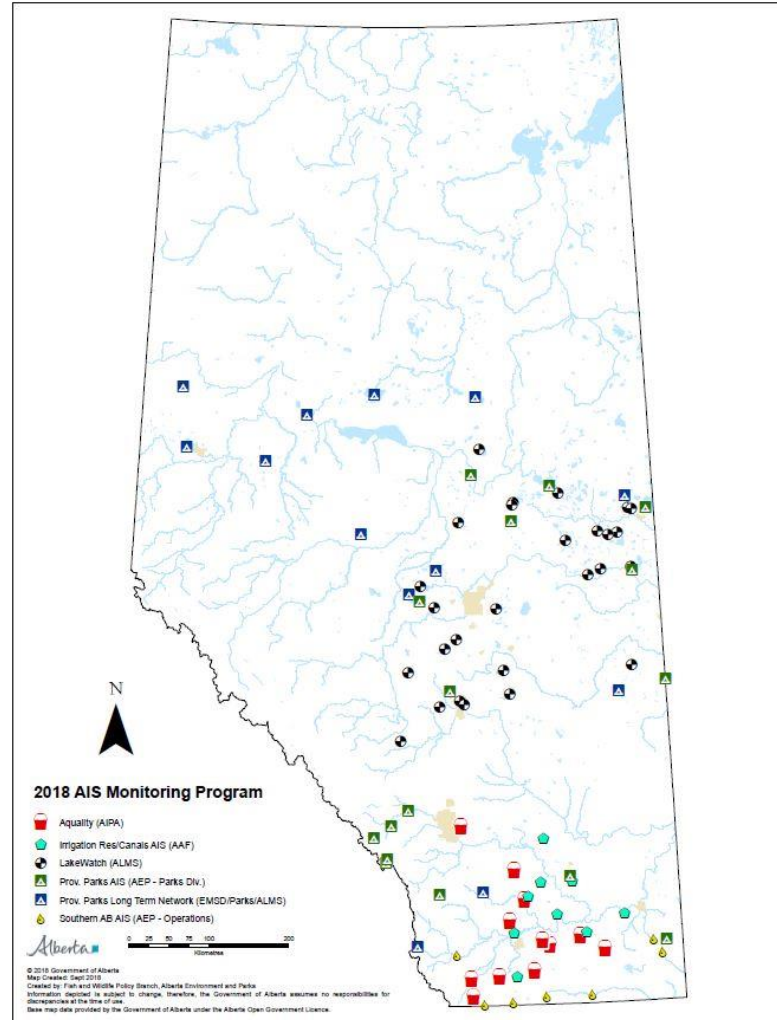 N
2018 AIS Monitoring Program
Aquality (AIPA)
Irrigation Res/Canals AIS (AAF)
LakeWatch (ALMS)
Prov. Parks AIS (AEP - Parks Div.)
Prov. Parks Long Term Network (EMSD/Parks/ALMS)
Southern AB AIS (AEP - Operations)
Alberta
0 25 50 75 100 200
Kilometres
© 2018 Government of Alberta
Map Created: Sept 2018
Created by: Fish and Wildlife Policy Branch, Alberta Environment and Parks
Information depicted is subject to change, therefore, the Government of Alberta assumes no responsibilities for
discrepancies at the time of use.
Base map data provided by the Government of Alberta under the Alberta Open Government Licence.